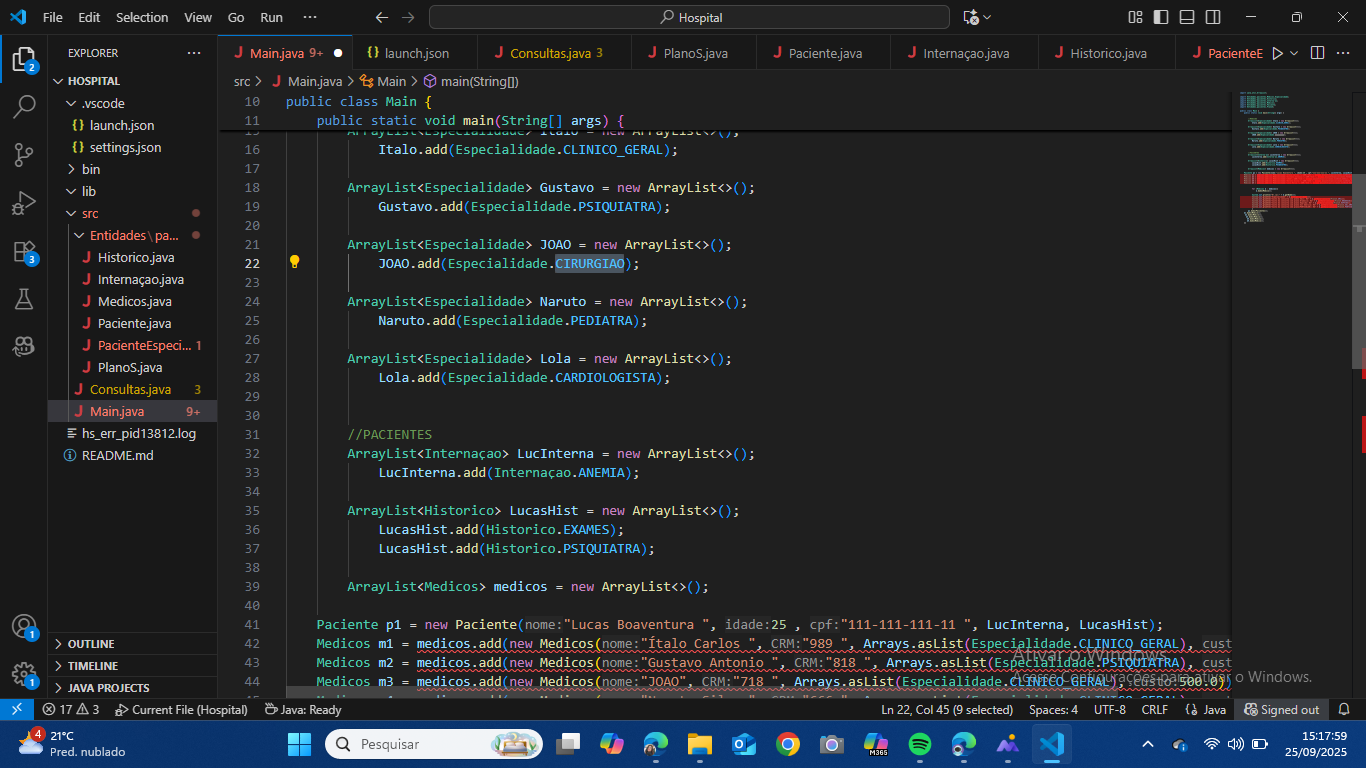 File Edit Selection View Go Run ··· Hospital
EXPLORER ···
HOSPITAL
.vscode
launch.json
settings.json
bin
lib
src
Entidades\pa...
Historico.java
Internaçao.java
Medicos.java
Paciente.java
PacienteEspeci... 1
PlanoS.java
Consultas.java 3
Main.java 9+
hs_err_pid13812.log
README.md
OUTLINE
TIMELINE
JAVA PROJECTS
2
3
1
1
Main.java 9+ launch.json Consultas.java 3 PlanoS.java Paciente.java Internaçao.java Historico.java PacienteE
src > Main.java > Main > main(String[])
10 public class Main {
11 public static void main(String[] args) {
15 ArrayList<Especialidade> Italo = new ArrayList<>();
16 Italo.add(Especialidade.CLINICO_GERAL);
17
18 ArrayList<Especialidade> Gustavo = new ArrayList<>();
19 Gustavo.add(Especialidade.PSIQUIATRA);
20
21 ArrayList<Especialidade> JOAO = new ArrayList<>();
22 JOAO.add(Especialidade.CIRURGIAO);
23
24 ArrayList<Especialidade> Naruto = new ArrayList<>();
25 Naruto.add(Especialidade.PEDIATRA);
26
27 ArrayList<Especialidade> Lola = new ArrayList<>();
28 Lola.add(Especialidade.CARDIOLOGISTA);
29
30
31 //PACIENTES
32 ArrayList<Internaçao> LucInterna = new ArrayList<>();
33 LucInterna.add(Internaçao.ANEMIA);
34
35 ArrayList<Historico> LucasHist = new ArrayList<>();
36 LucasHist.add(Historico.EXAMES);
37 LucasHist.add(Historico.PSIQUIATRA);
38
39 ArrayList<Medicos> medicos = new ArrayList<>();
40
41 Paciente p1 = new Paciente(nome:"Lucas Boaventura ", idade:25 , cpf:"111-111-111-11 ", LucInterna, LucasHist);
42 Medicos m1 = medicos.add(new Medicos(nome:"Ítalo Carlos ", CRM:"989 ", Arrays.asList(Especialidade.CLINICO_GERAL), cust
43 Medicos m2 = medicos.add(new Medicos(nome:"Gustavo Antonio ", CRM:"818 ", Arrays.asList(Especialidade.PSIQUIATRA), cust
44 Medicos m3 = medicos.add(new Medicos(nome:"JOAO", CRM:"718 ", Arrays.asList(Especialidade.CLINICO_GERAL), custo:500.0))
Ativar o Windows
Acesse Configurações para ativar o Windows.
17 3 Current File (Hospital) Java: Ready Ln 22, Col 45 (9 selected) Spaces: 4 UTF-8 CRLF {} Java Signed out
4 21°C
Pred. nublado
Pesquisar
M365
15:17:59
25/09/2025